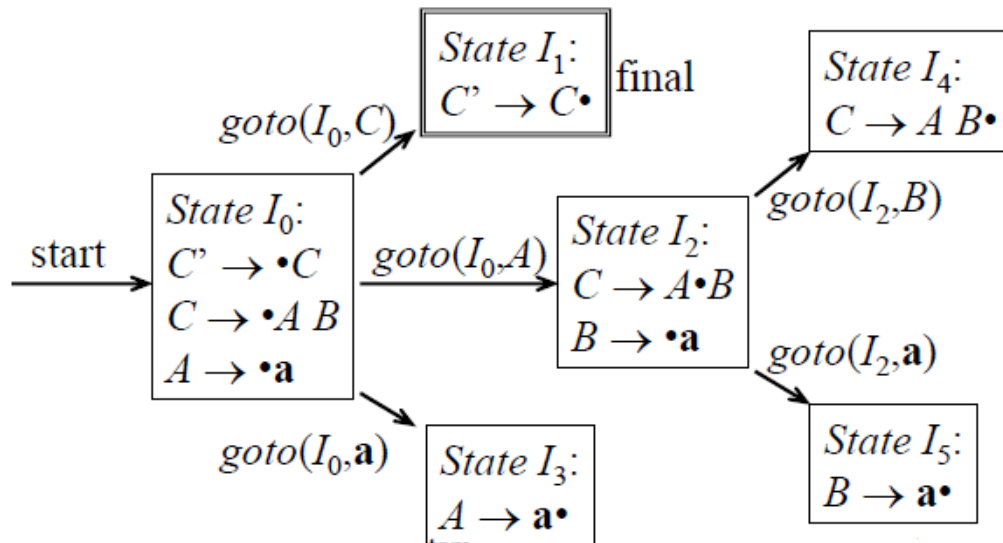 start
State I₀:
C’ → •C
C → •A B
A → •a
goto(I₀,C)
State I₁:
C’ → C•
final
goto(I₀,A)
State I₂:
C → A•B
B → •a
goto(I₀,a)
State I₃:
A → a•
goto(I₂,B)
State I₄:
C → A B•
goto(I₂,a)
State I₅:
B → a•